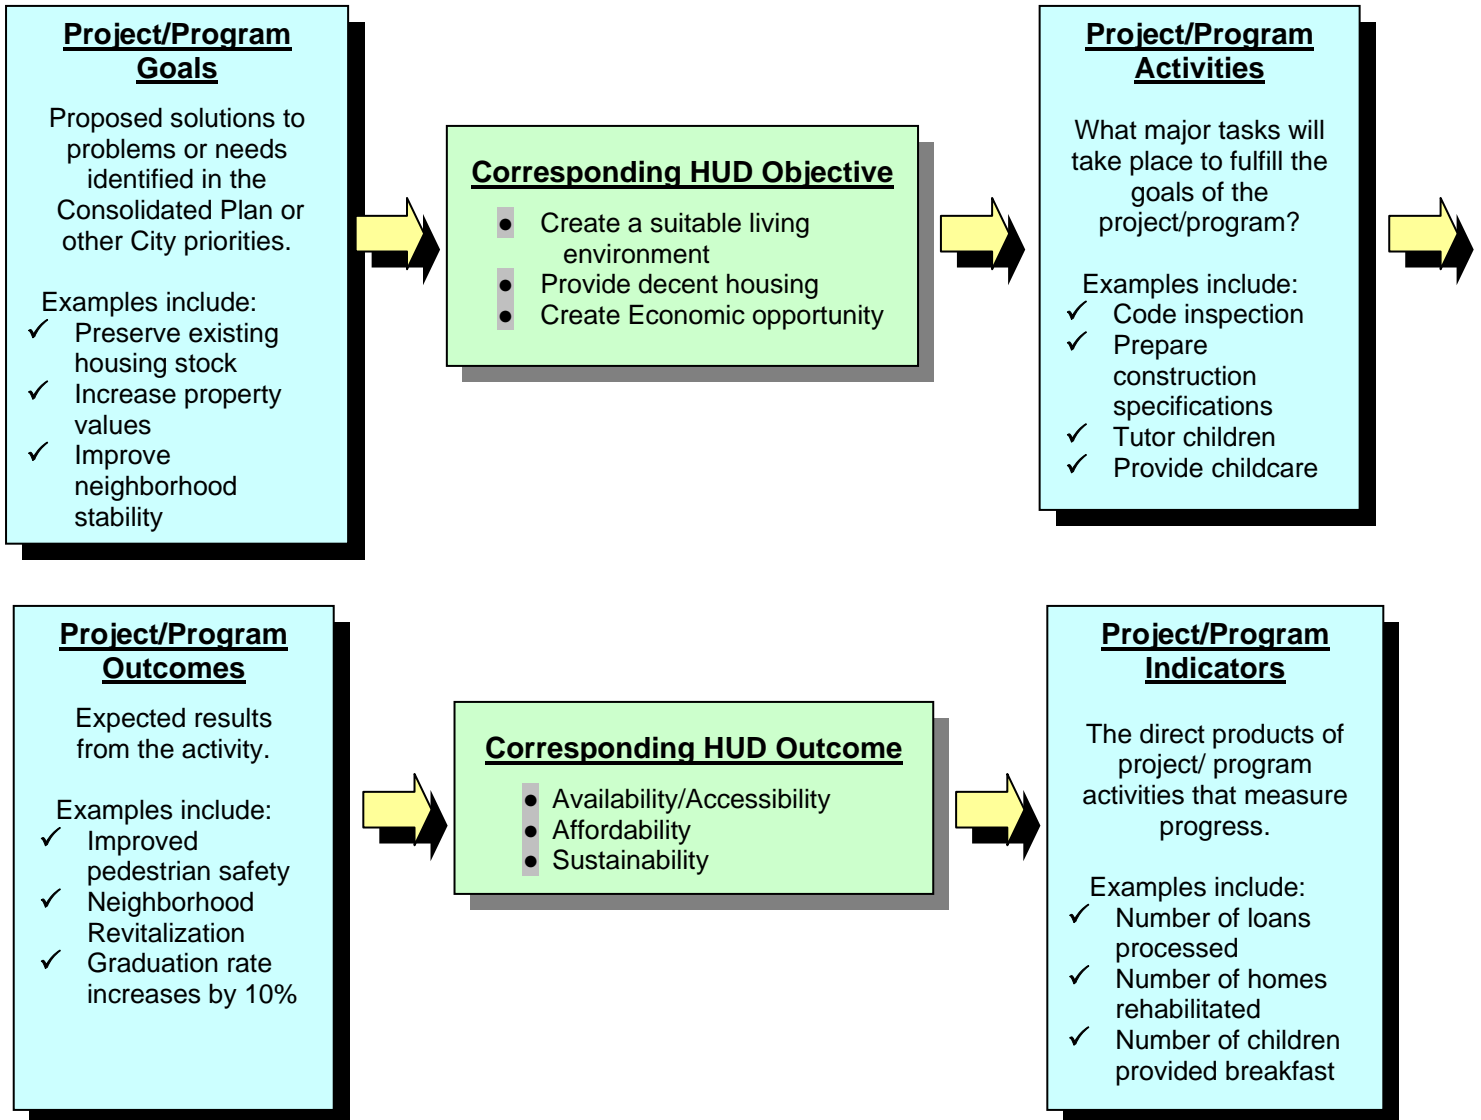 Project/Program
Goals
Proposed solutions to
problems or needs
identified in the
Consolidated Plan or
other City priorities.
Examples include:
✓ Preserve existing
housing stock
✓ Increase property
values
✓ Improve
neighborhood
stability
Corresponding HUD Objective
● Create a suitable living
environment
● Provide decent housing
● Create Economic opportunity
Project/Program
Activities
What major tasks will
take place to fulfill the
goals of the
project/program?
Examples include:
✓ Code inspection
✓ Prepare
construction
specifications
✓ Tutor children
✓ Provide childcare
Project/Program
Outcomes
Expected results
from the activity.
Examples include:
✓ Improved
pedestrian safety
✓ Neighborhood
Revitalization
✓ Graduation rate
increases by 10%
Corresponding HUD Outcome
● Availability/Accessibility
● Affordability
● Sustainability
Project/Program
Indicators
The direct products of
project/ program
activities that measure
progress.
Examples include:
✓ Number of loans
processed
✓ Number of homes
rehabilitated
✓ Number of children
provided breakfast